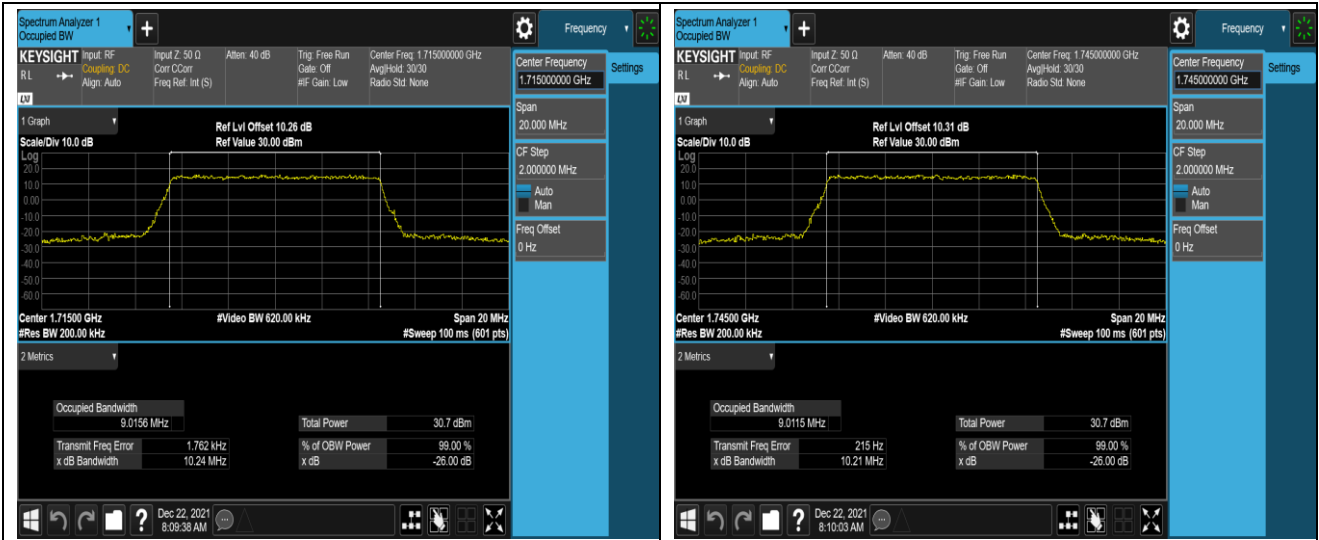 Spectrum Analyzer 1
Occupied BW
+
Frequency
KEYSIGHT
RL
LXI
Input: RF
Coupling: DC
Align: Auto
Input Z: 50 Ω
Corr CCorr
Freq Ref: Int (S)
Atten: 40 dB
Trig: Free Run
Gate: Off
#IF Gain: Low
Center Freq: 1.715000000 GHz
Avg|Hold: 30/30
Radio Std: None
Center Frequency
1.715000000 GHz
Settings
Span
20.000 MHz
CF Step
2.000000 MHz
Auto
Man
Freq Offset
0 Hz
1 Graph
Scale/Div 10.0 dB
Ref Lvl Offset 10.26 dB
Ref Value 30.00 dBm
Log
20.0
10.0
0.00
-10.0
-20.0
-30.0
-40.0
-50.0
-60.0
Center 1.71500 GHz
#Video BW 620.00 kHz
Span 20 MHz
#Res BW 200.00 kHz
#Sweep 100 ms (601 pts)
2 Metrics
Occupied Bandwidth
9.0156 MHz
Total Power 30.7 dBm
Transmit Freq Error 1.762 kHz
% of OBW Power 99.00 %
x dB Bandwidth 10.24 MHz
x dB -26.00 dB
?
Dec 22, 2021
8:09:38 AM
Spectrum Analyzer 1
Occupied BW
+
Frequency
KEYSIGHT
RL
LXI
Input: RF
Coupling: DC
Align: Auto
Input Z: 50 Ω
Corr CCorr
Freq Ref: Int (S)
Atten: 40 dB
Trig: Free Run
Gate: Off
#IF Gain: Low
Center Freq: 1.745000000 GHz
Avg|Hold: 30/30
Radio Std: None
Center Frequency
1.745000000 GHz
Settings
Span
20.000 MHz
CF Step
2.000000 MHz
Auto
Man
Freq Offset
0 Hz
1 Graph
Scale/Div 10.0 dB
Ref Lvl Offset 10.31 dB
Ref Value 30.00 dBm
Log
20.0
10.0
0.00
-10.0
-20.0
-30.0
-40.0
-50.0
-60.0
Center 1.74500 GHz
#Video BW 620.00 kHz
Span 20 MHz
#Res BW 200.00 kHz
#Sweep 100 ms (601 pts)
2 Metrics
Occupied Bandwidth
9.0115 MHz
Total Power 30.7 dBm
Transmit Freq Error 215 Hz
% of OBW Power 99.00 %
x dB Bandwidth 10.21 MHz
x dB -26.00 dB
?
Dec 22, 2021
8:10:03 AM